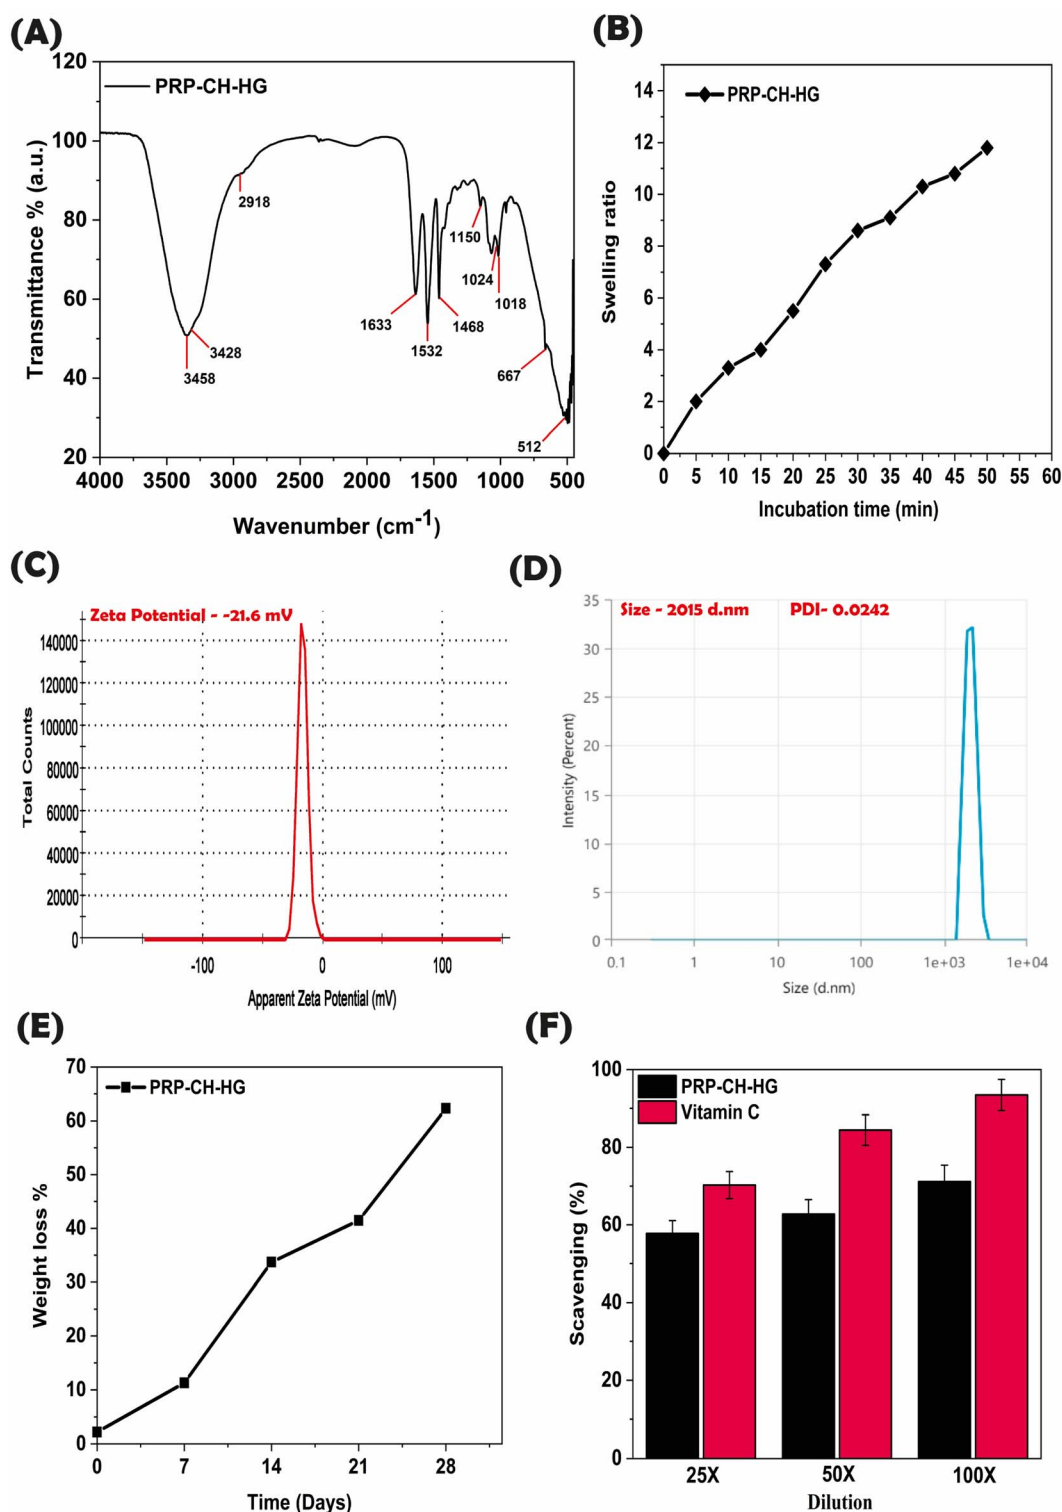 (A)
120
100
80
60
40
20
Transmittance % (a.u.)
PRP-CH-HG
2918
3428
3458
1633
1532
1468
1150
1024
1018
667
512
4000 3500 3000 2500 2000 1500 1000 500
Wavenumber (cm-1)
(B)
14
12
10
8
6
4
2
0
Swelling ratio
PRP-CH-HG
0 5 10 15 20 25 30 35 40 45 50 55 60
Incubation time (min)
(C)
Zeta Potential - -21.6 mV
140000
120000
100000
80000
60000
40000
20000
0
Total Counts
-100 0 100
Apparent Zeta Potential (mV)
(D)
Size - 2015 d.nm PDI- 0.0242
35
30
25
20
15
10
5
0
Intensity (Percent)
0.1 1 10 100 1e+03 1e+04
Size (d.nm)
(E)
70
60
50
40
30
20
10
0
Weight loss %
PRP-CH-HG
0 7 14 21 28
Time (Days)
(F)
100
80
60
40
20
0
Scavenging (%)
PRP-CH-HG
Vitamin C
25X 50X 100X
Dilution